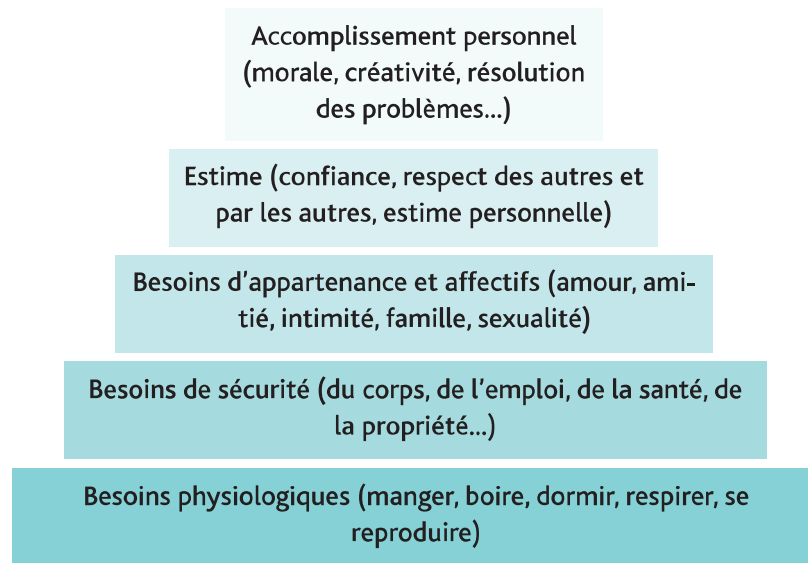 Accomplissement personnel
(morale, créativité, résolution
des problèmes...)
Estime (confiance, respect des autres et
par les autres, estime personnelle)
Besoins d'appartenance et affectifs (amour, ami-
tié, intimité, famille, sexualité)
Besoins de sécurité (du corps, de l'emploi, de la santé, de
la propriété...)
Besoins physiologiques (manger, boire, dormir, respirer, se
reproduire)